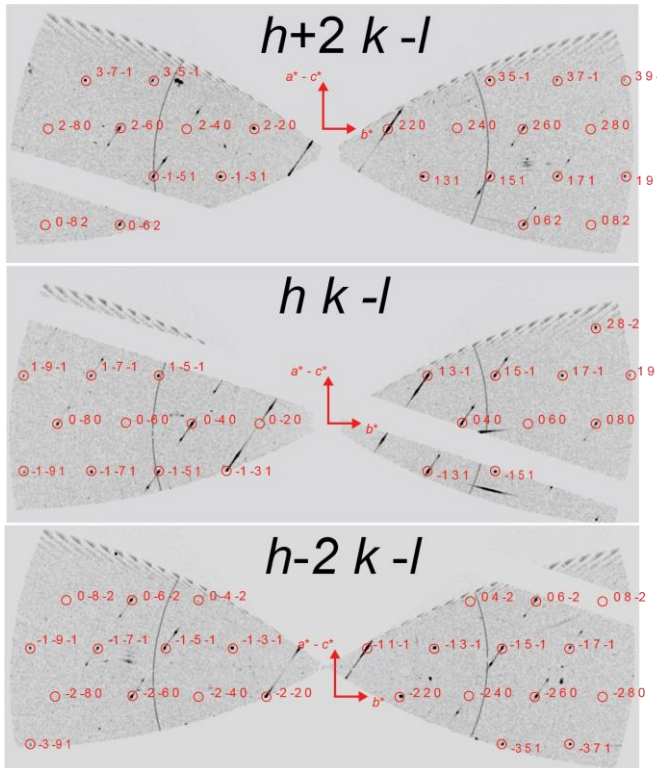 h+2 k -l
3 -7 -1 3 -5 -1 a* - c* 3 5 -1 3 7 -1 3 9 -
2 -8 0 2 -6 0 2 -4 0 2 -2 0 b* 2 2 0 2 4 0 2 6 0 2 8 0
-1 -5 1 -1 -3 1 1 3 1 1 5 1 1 7 1 1 9
0 -8 2 0 -6 2 0 6 2 0 8 2
h k -l
2 8 -2
1 -9 -1 1 -7 -1 1 -5 -1 a* - c* 1 3 -1 1 5 -1 1 7 -1 1 9
0 -8 0 0 -6 0 0 -4 0 0 -2 0 b* 0 4 0 0 6 0 0 8 0
-1 -9 1 -1 -7 1 -1 -5 1 -1 -3 1 -1 3 1 -1 5 1
h-2 k -l
0 -8 -2 0 -6 -2 0 -4 -2 0 4 -2 0 6 -2 0 8 -2
-1 -9 -1 -1 -7 -1 -1 -5 -1 -1 -3 -1 a* - c* -1 1 -1 -1 3 -1 -1 5 -1 -1 7 -1
-2 -8 0 -2 -6 0 -2 -4 0 -2 -2 0 b* -2 2 0 -2 4 0 -2 6 0 -2 8 0
-3 -9 1 -3 5 1 -3 7 1